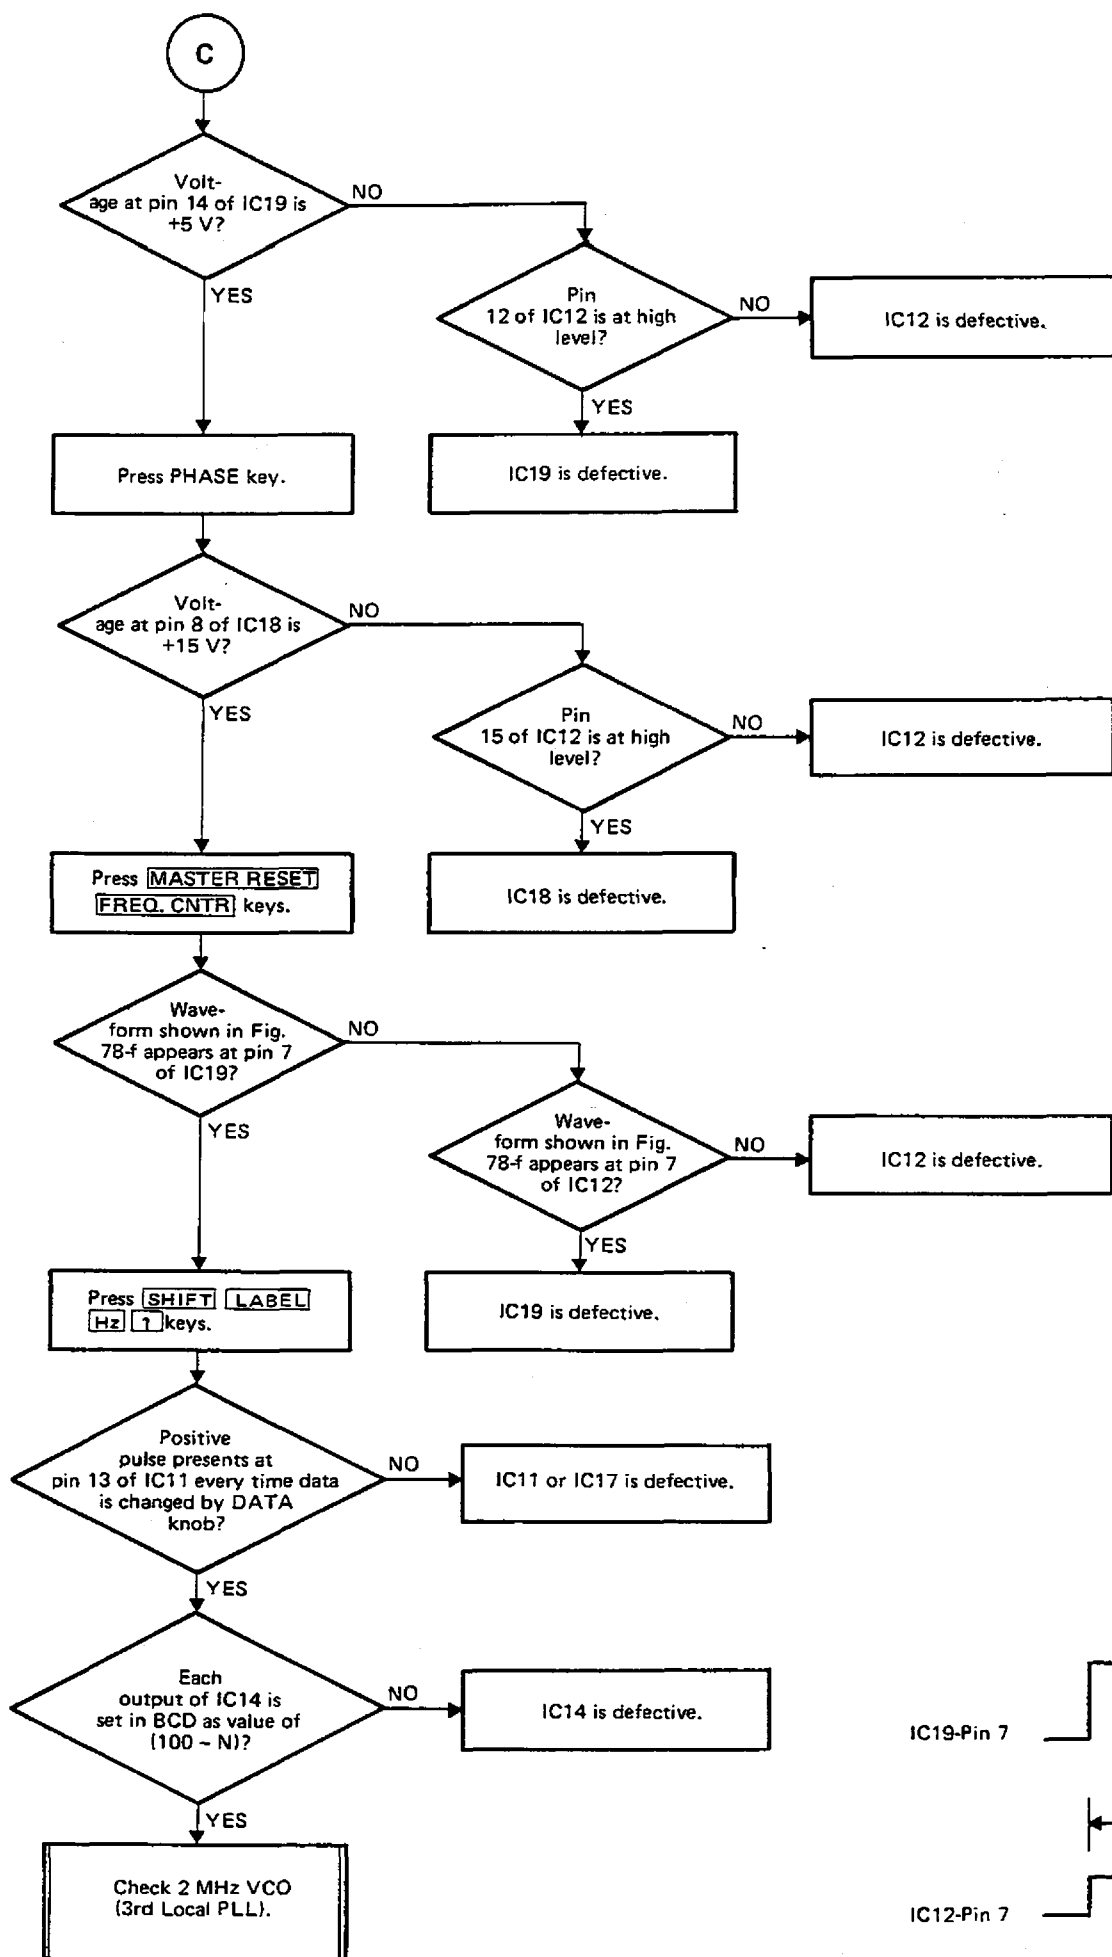 C
Volt-
age at pin 14 of IC19 is
+5 V?
NO
YES
Pin
12 of IC12 is at high
level?
NO
IC12 is defective.
YES
Press PHASE key.
IC19 is defective.
Volt-
age at pin 8 of IC18 is
+15 V?
NO
YES
Pin
15 of IC12 is at high
level?
NO
IC12 is defective.
YES
Press MASTER RESET
FREQ. CNTR keys.
IC18 is defective.
Wave-
form shown in Fig.
78-f appears at pin 7
of IC19?
NO
YES
Wave-
form shown in Fig.
78-f appears at pin 7
of IC12?
NO
IC12 is defective.
YES
Press SHIFT LABEL
Hz 1 keys.
IC19 is defective.
Positive
pulse presents at
pin 13 of IC11 every time data
is changed by DATA
knob?
NO
IC11 or IC17 is defective.
YES
Each
output of IC14 is
set in BCD as value of
(100 ~ N)?
NO
IC14 is defective.
YES
Check 2 MHz VCO
(3rd Local PLL).
IC19-Pin 7
IC12-Pin 7